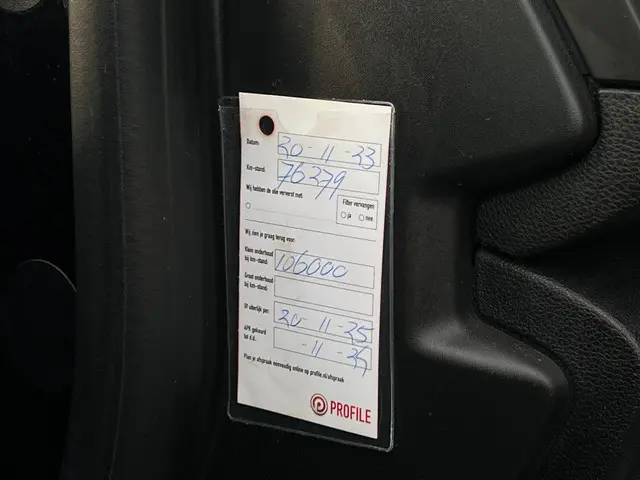 Datum: 20-11-23
Km-stand: 76279
Wij hebben de olie ververst met:
Filter vervangen:
ja nee
Wij zien je graag terug voor:
Klein onderhoud bij km-stand: 106000
Groot onderhoud bij km-stand:
Of uiterlijk per: 20-11-25
APK gekeurd tot d.d. -11-24
Plan je afspraak eenvoudig online op profile.nl/afspraak
PROFILE